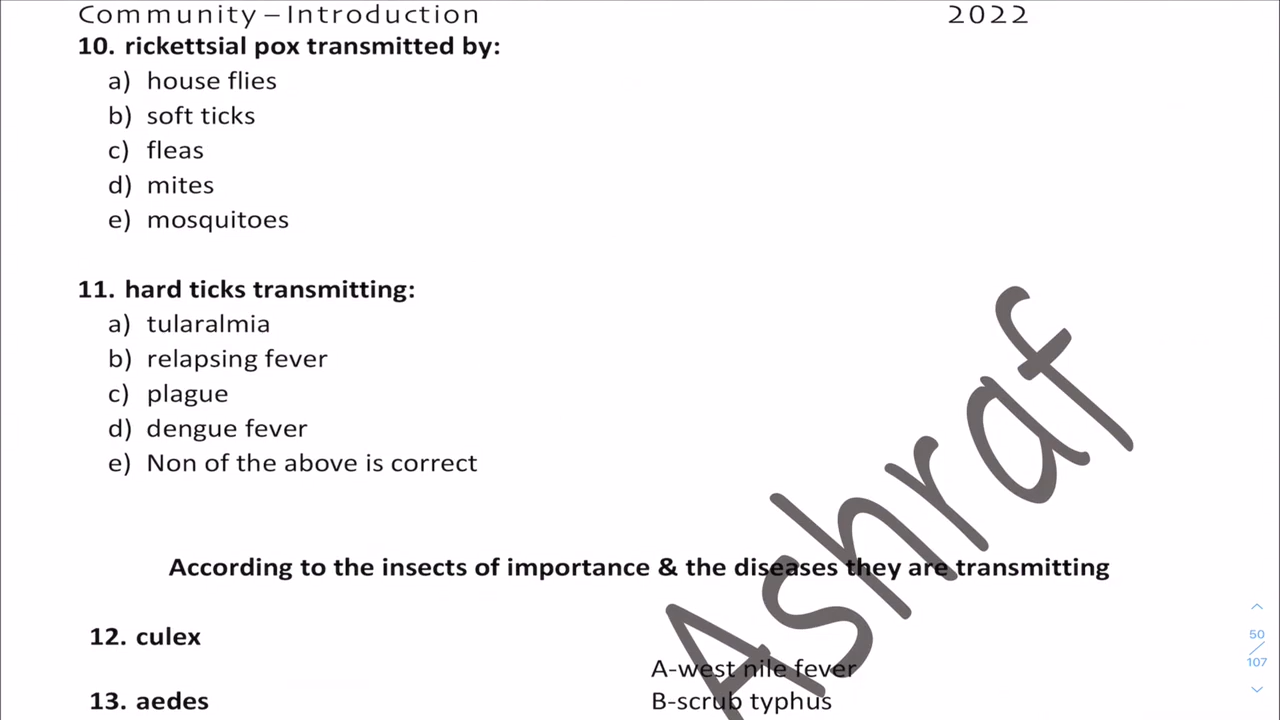 Community – Introduction 2022
10. rickettsial pox transmitted by:
a) house flies
b) soft ticks
c) fleas
d) mites
e) mosquitoes
11. hard ticks transmitting:
a) tularalmia
b) relapsing fever
c) plague
d) dengue fever
e) Non of the above is correct
According to the insects of importance & the diseases they are transmitting
12. culex
A-west nile fever
13. aedes
B-scrub typhus
Ashraf
50
107